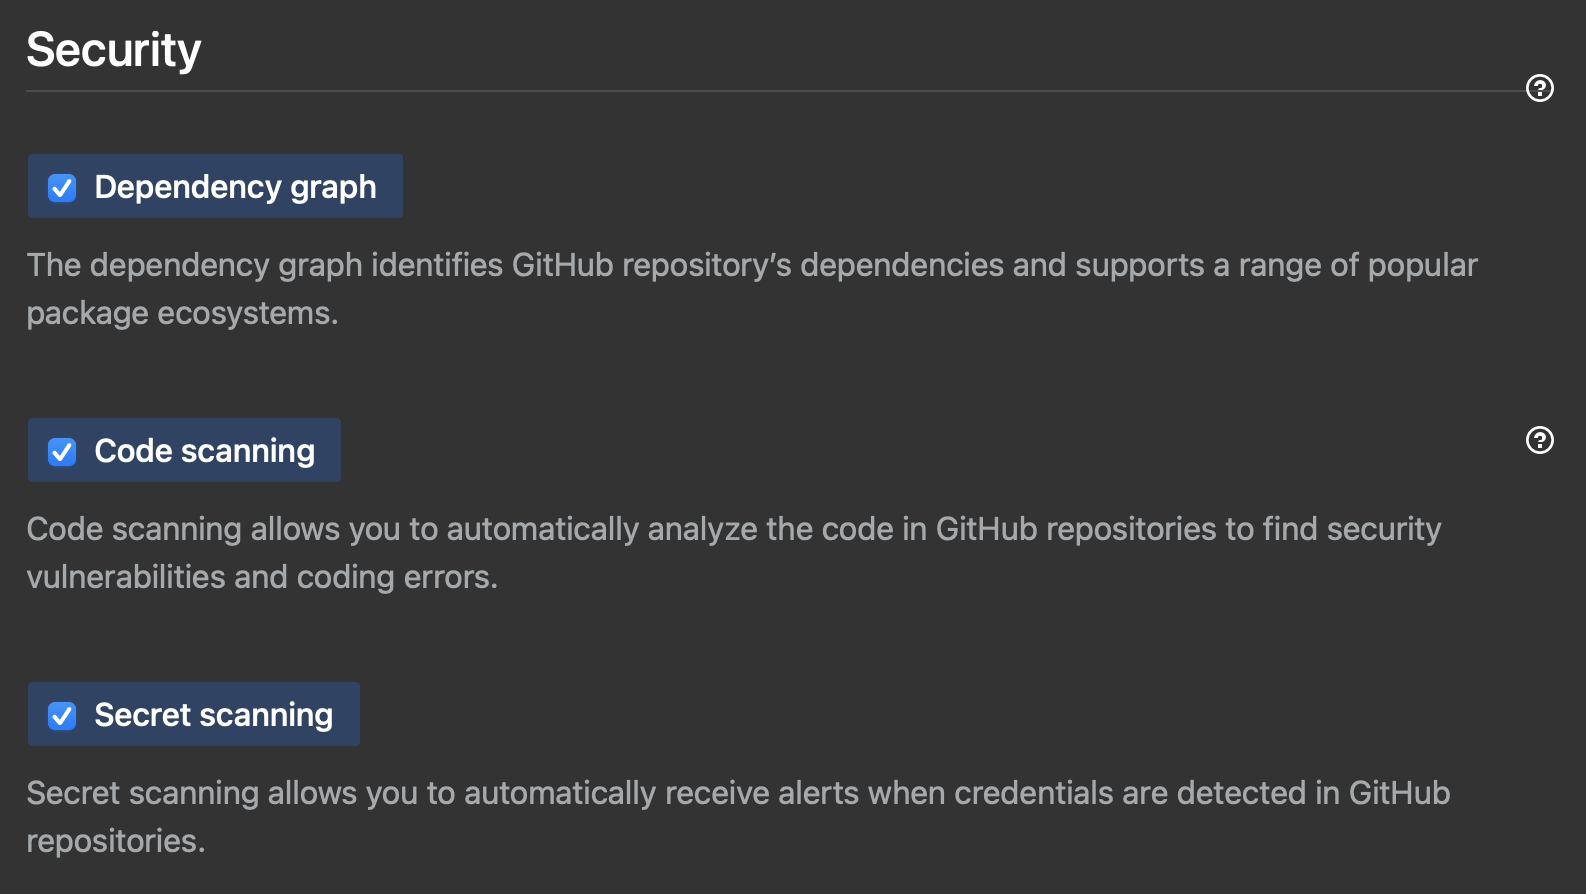 Security
Dependency graph
The dependency graph identifies GitHub repository’s dependencies and supports a range of popular
package ecosystems.
Code scanning
Code scanning allows you to automatically analyze the code in GitHub repositories to find security
vulnerabilities and coding errors.
Secret scanning
Secret scanning allows you to automatically receive alerts when credentials are detected in GitHub
repositories.